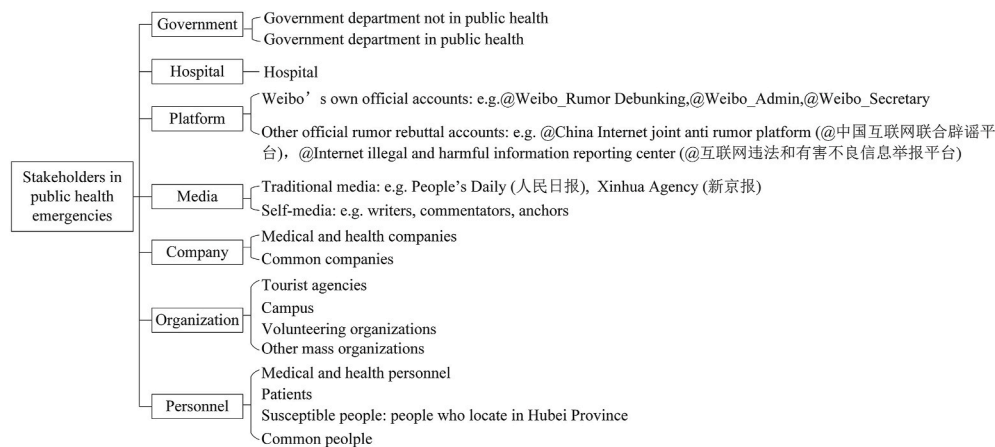 Stakeholders in
public health
emergencies
Government
Government department not in public health
Government department in public health
Hospital
Hospital
Platform
Weibo’s own official accounts: e.g.@Weibo_Rumor Debunking,@Weibo_Admin,@Weibo_Secretary
Other official rumor rebuttal accounts: e.g. @China Internet joint anti rumor platform (@中国互联网联合辟谣平
台)，@Internet illegal and harmful information reporting center (@互联网违法和有害不良信息举报平台)
Media
Traditional media: e.g. People’s Daily (人民日报), Xinhua Agency (新京报)
Self-media: e.g. writers, commentators, anchors
Company
Medical and health companies
Common companies
Organization
Tourist agencies
Campus
Volunteering organizations
Other mass organizations
Personnel
Medical and health personnel
Patients
Susceptible people: people who locate in Hubei Province
Common peolple